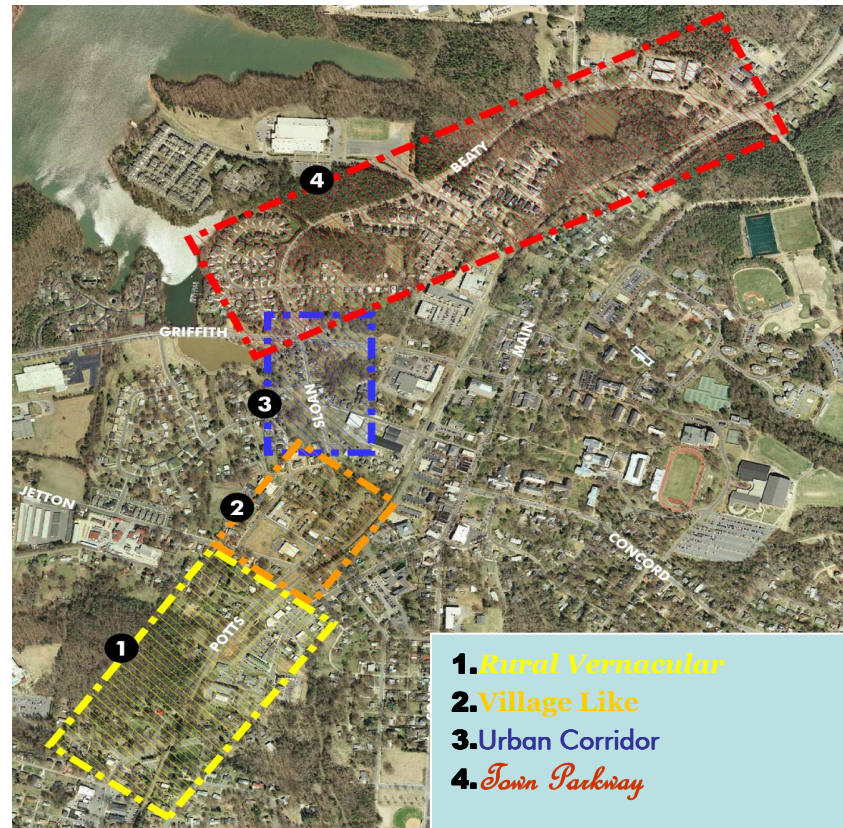 4
BEATY
GRIFFITH
MAIN
3
SLOAN
JETTON
2
CONCORD
1
POTTS
1.Rural Vernacular
2.Village Like
3.Urban Corridor
4.Town Parkway